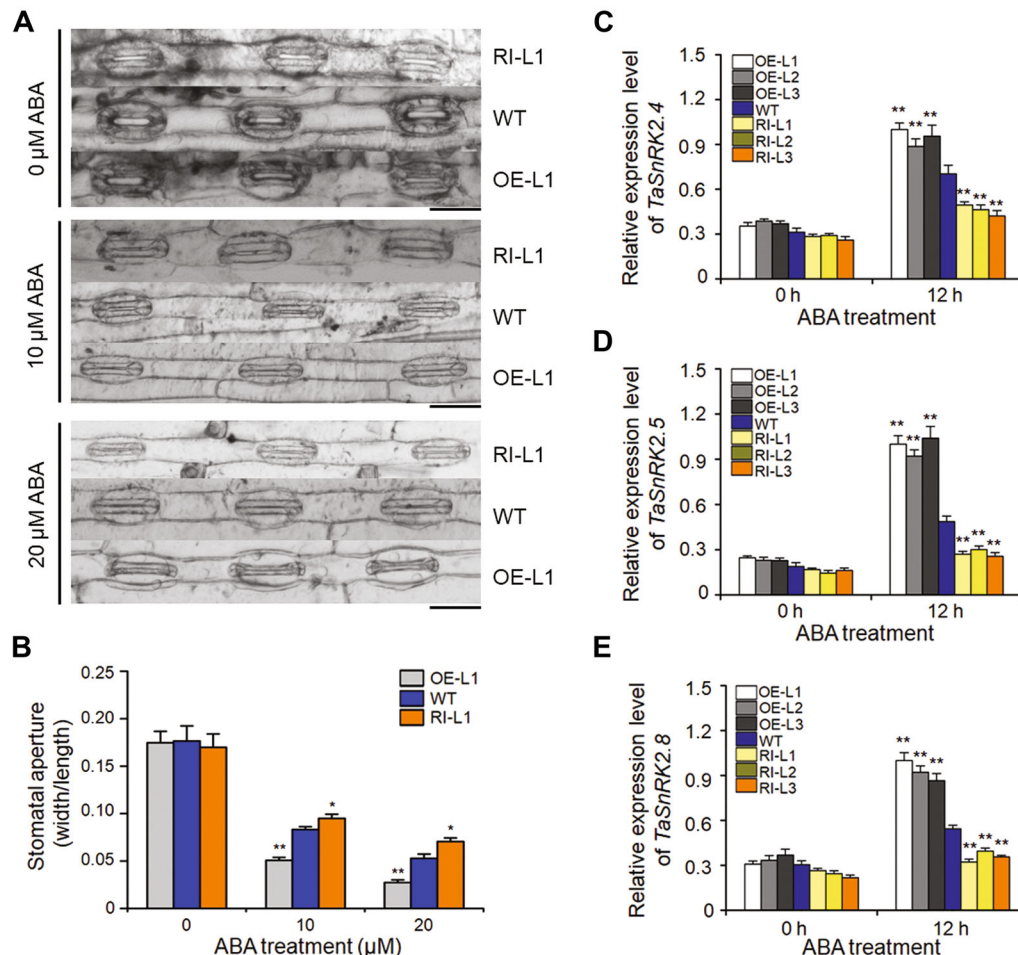 A
0 µM ABA
RI-L1
WT
OE-L1
10 µM ABA
RI-L1
WT
OE-L1
20 µM ABA
RI-L1
WT
OE-L1
B
Stomatal aperture
(width/length)
0.25
0.20
0.15
0.10
0.05
0
OE-L1
WT
RI-L1
**
*
**
*
0
10
20
ABA treatment (µM)
C
Relative expression level
of TaSnRK2.4
1.5
1.2
0.9
0.6
0.3
0
OE-L1
OE-L2
OE-L3
WT
RI-L1
RI-L2
RI-L3
** ** **
** ** **
0 h
12 h
ABA treatment
D
Relative expression level
of TaSnRK2.5
1.5
1.2
0.9
0.6
0.3
0
OE-L1
OE-L2
OE-L3
WT
RI-L1
RI-L2
RI-L3
** ** **
** ** **
0 h
12 h
ABA treatment
E
Relative expression level
of TaSnRK2.8
1.5
1.2
0.9
0.6
0.3
0
OE-L1
OE-L2
OE-L3
WT
RI-L1
RI-L2
RI-L3
** ** **
** ** **
0 h
12 h
ABA treatment